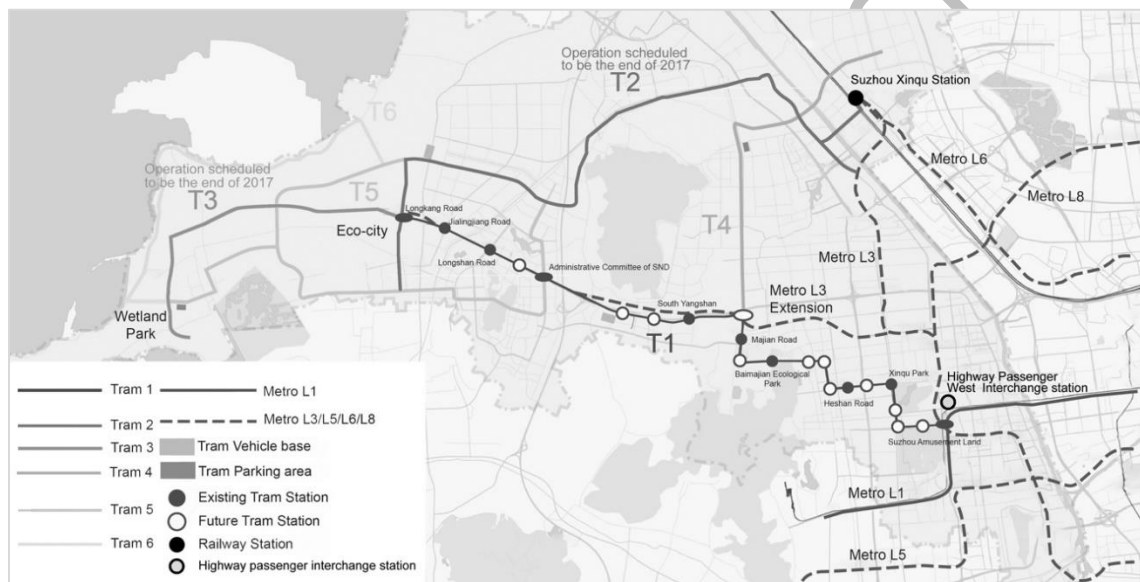 Operation scheduled
to be the end of 2017
T2
Suzhou Xinqu Station
T6
Metro L6
Operation scheduled
to be the end of 2017
T3
T5
Metro L8
Longkang Road
Jialingjiang Road
T4
Eco-city
Longshan Road
Administrative Committee of SND
Metro L3
South Yangshan
Metro L3
Extension
Wetland
Park
T1
Majian Road
Baimajian Ecological
Park
Xinqu Park
Highway Passenger
West Interchange station
Heshan Road
Suzhou Amusement Land
Metro L1
Metro L5
Tram 1
Metro L1
Tram 2
Metro L3/L5/L6/L8
Tram 3
Tram Vehicle base
Tram 4
Tram Parking area
Existing Tram Station
Tram 5
Future Tram Station
Railway Station
Tram 6
Highway passenger interchange station